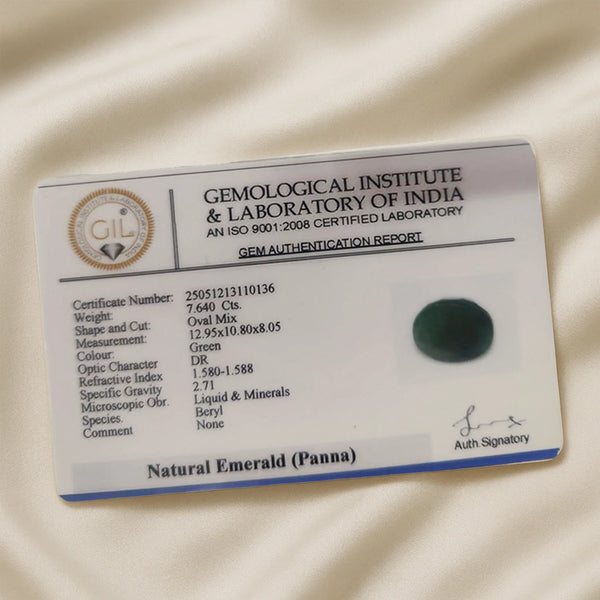 GEMOLOGICAL INSTITUTE
& LABORATORY OF INDIA
AN ISO 9001:2008 CERTIFIED LABORATORY
GEM AUTHENTICATION REPORT
GIL
®
Certificate Number: 25051213110136
Weight: 7.640 Cts.
Shape and Cut: Oval Mix
Measurement: 12.95x10.80x8.05
Colour: Green
Optic Character DR
Refractive Index 1.580-1.588
Specific Gravity 2.71
Microscopic Obr. Liquid & Minerals
Species. Beryl
Comment None
Natural Emerald (Panna)
Auth Signatory